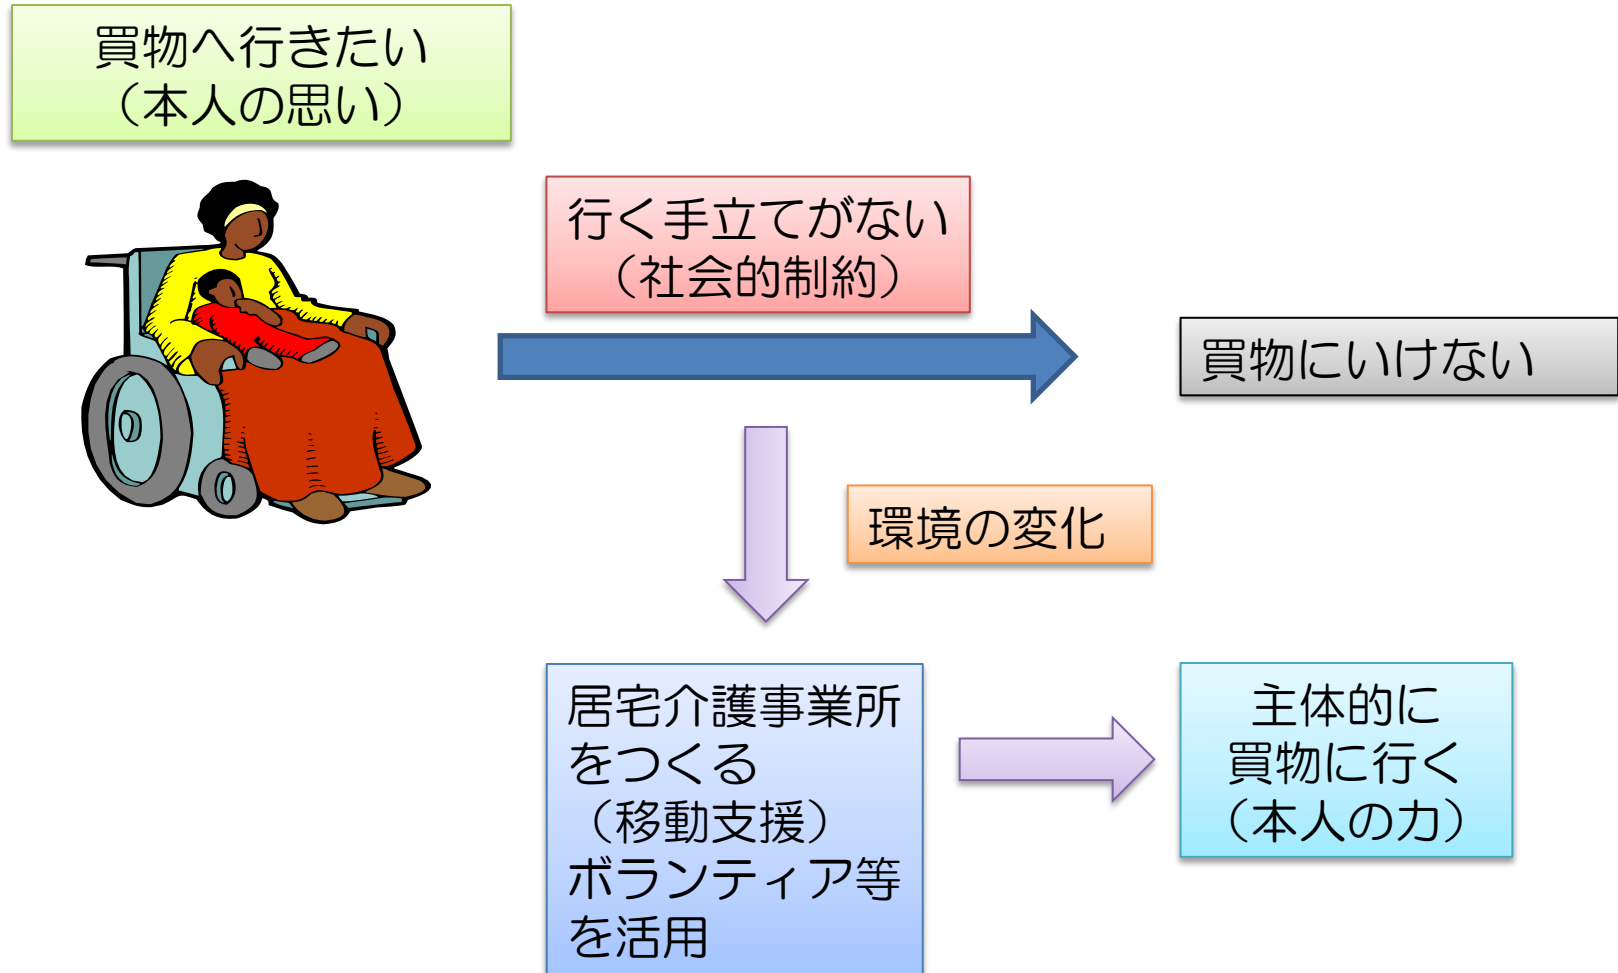 買物へ行きたい
（本人の思い）
行く手立てがない
（社会的制約）
買物にいけない
環境の変化
居宅介護事業所
をつくる
（移動支援）
ボランティア等
を活用
主体的に
買物に行く
（本人の力）